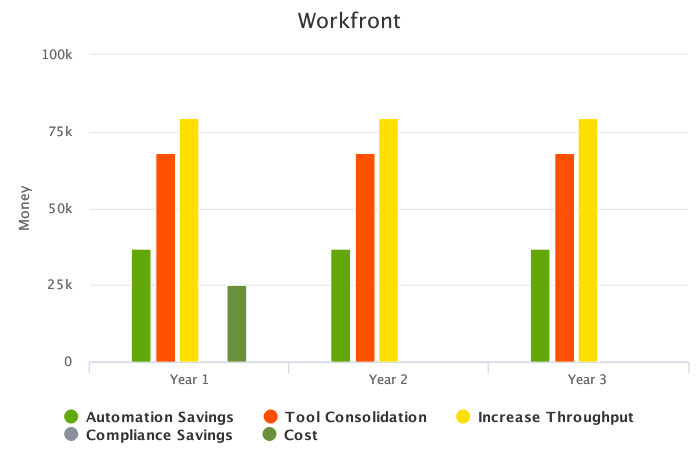 Workfront
100k
75k
50k
25k
0
Money
Year 1 Year 2 Year 3
Automation Savings Tool Consolidation Increase Throughput
Compliance Savings Cost